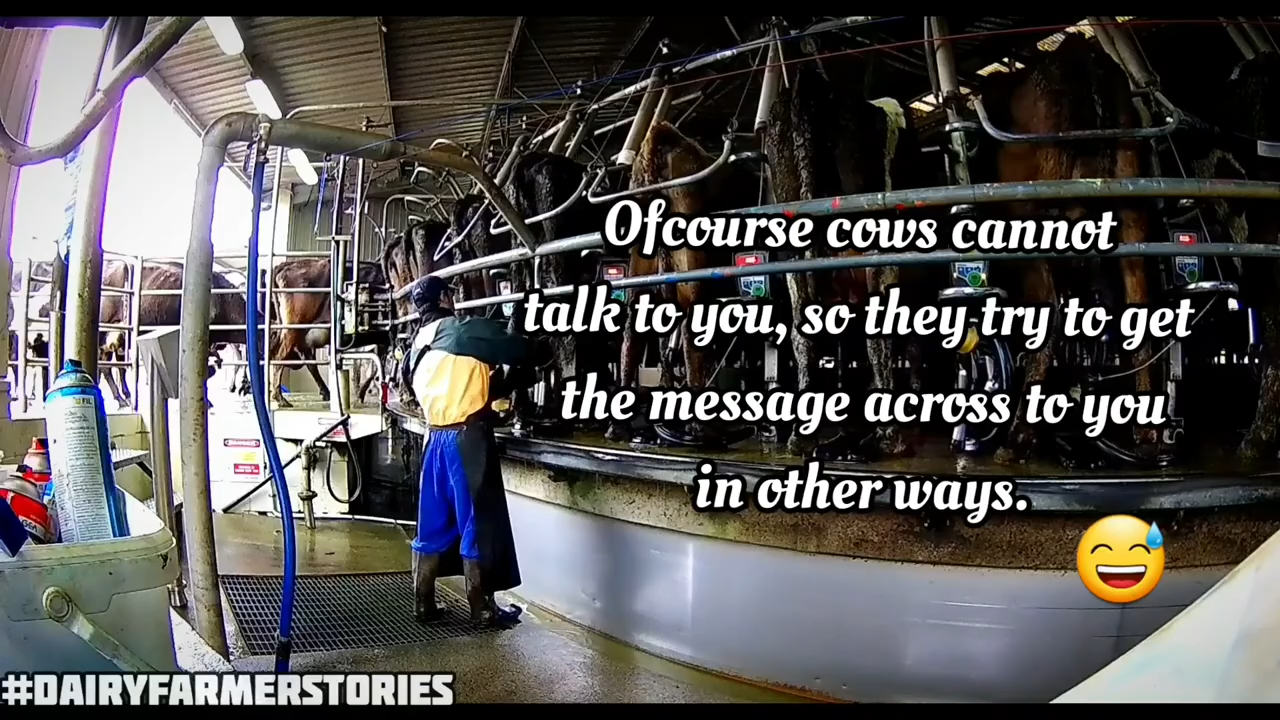 Ofcourse cows cannot
talk to you, so they try to get
the message across to you
in other ways.
#DAIRYFARMERSTORIES